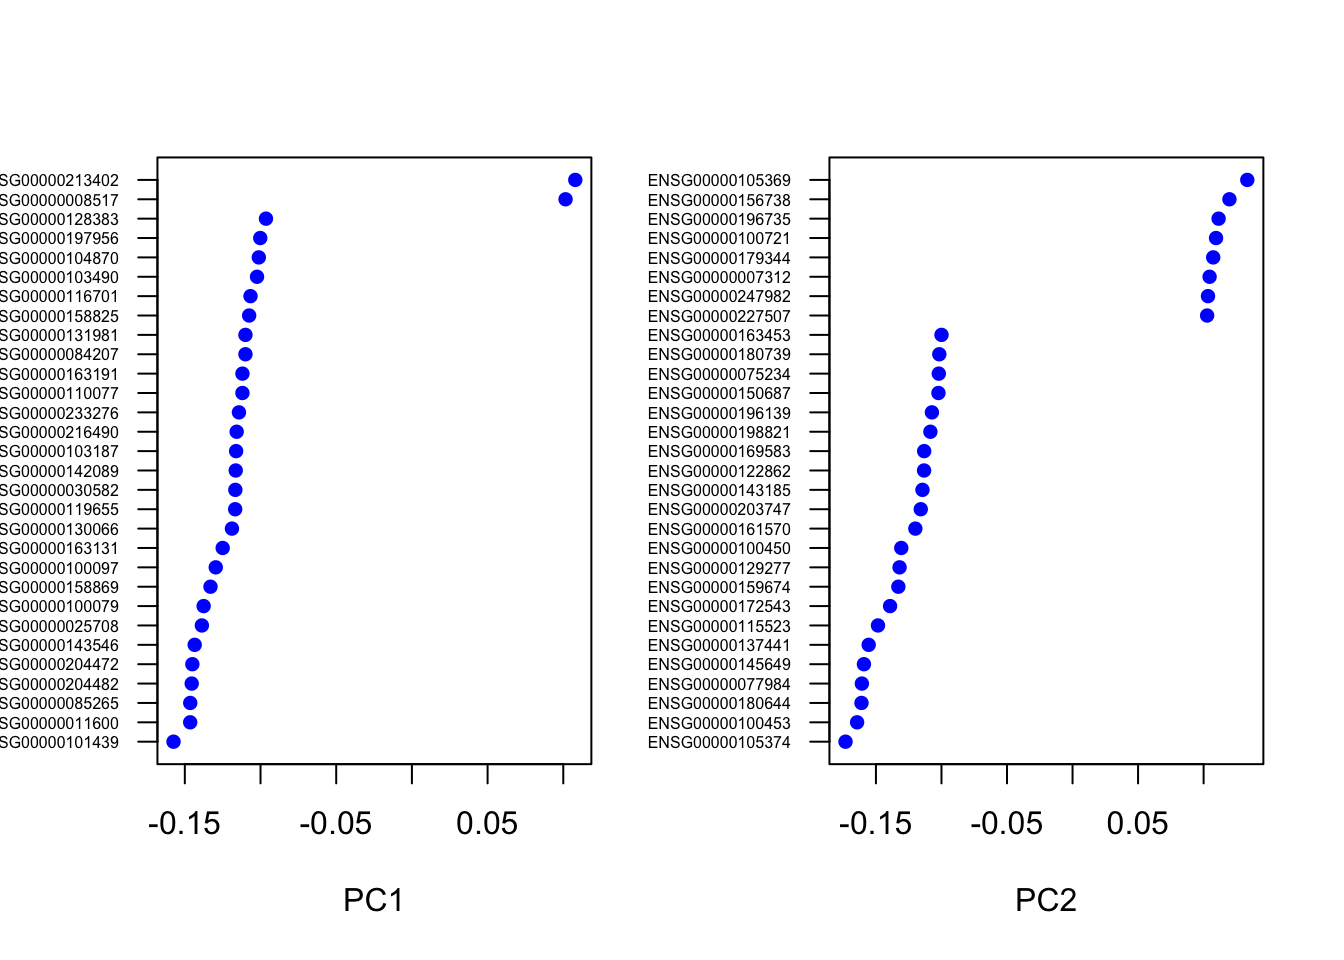 SG00000213402
SG00000008517
SG00000128383
SG00000197956
SG00000104870
SG00000103490
SG00000116701
SG00000158825
SG00000131981
SG00000084207
SG00000163191
SG00000110077
SG00000233276
SG00000216490
SG00000103187
SG00000142089
SG00000030582
SG00000119655
SG00000130066
SG00000163131
SG00000100097
SG00000158869
SG00000100079
SG00000025708
SG00000143546
SG00000204472
SG00000204482
SG00000085265
SG00000011600
SG00000101439
-0.15 -0.05 0.05
PC1
ENSG00000105369
ENSG00000156738
ENSG00000196735
ENSG00000100721
ENSG00000179344
ENSG00000007312
ENSG00000247982
ENSG00000227507
ENSG00000163453
ENSG00000180739
ENSG00000075234
ENSG00000150687
ENSG00000196139
ENSG00000198821
ENSG00000169583
ENSG00000122862
ENSG00000143185
ENSG00000203747
ENSG00000161570
ENSG00000100450
ENSG00000129277
ENSG00000159674
ENSG00000172543
ENSG00000115523
ENSG00000137441
ENSG00000145649
ENSG00000077984
ENSG00000180644
ENSG00000100453
ENSG00000105374
-0.15 -0.05 0.05
PC2